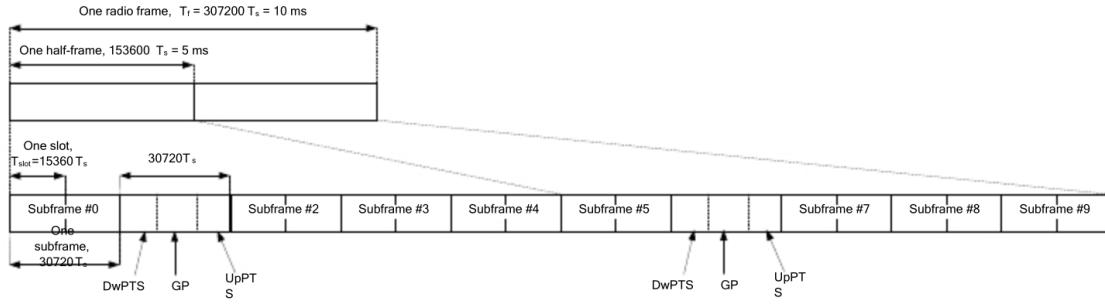 One radio frame, Tf = 307200 Ts = 10 ms
One half-frame, 153600 Ts = 5 ms
One slot,
Tslot=15360 Ts
30720Ts
Subframe #0
Subframe #2
Subframe #3
Subframe #4
Subframe #5
Subframe #7
Subframe #8
Subframe #9
One
subframe,
30720Ts
DwPTS
GP
UpPT
S
DwPTS
GP
UpPT
S